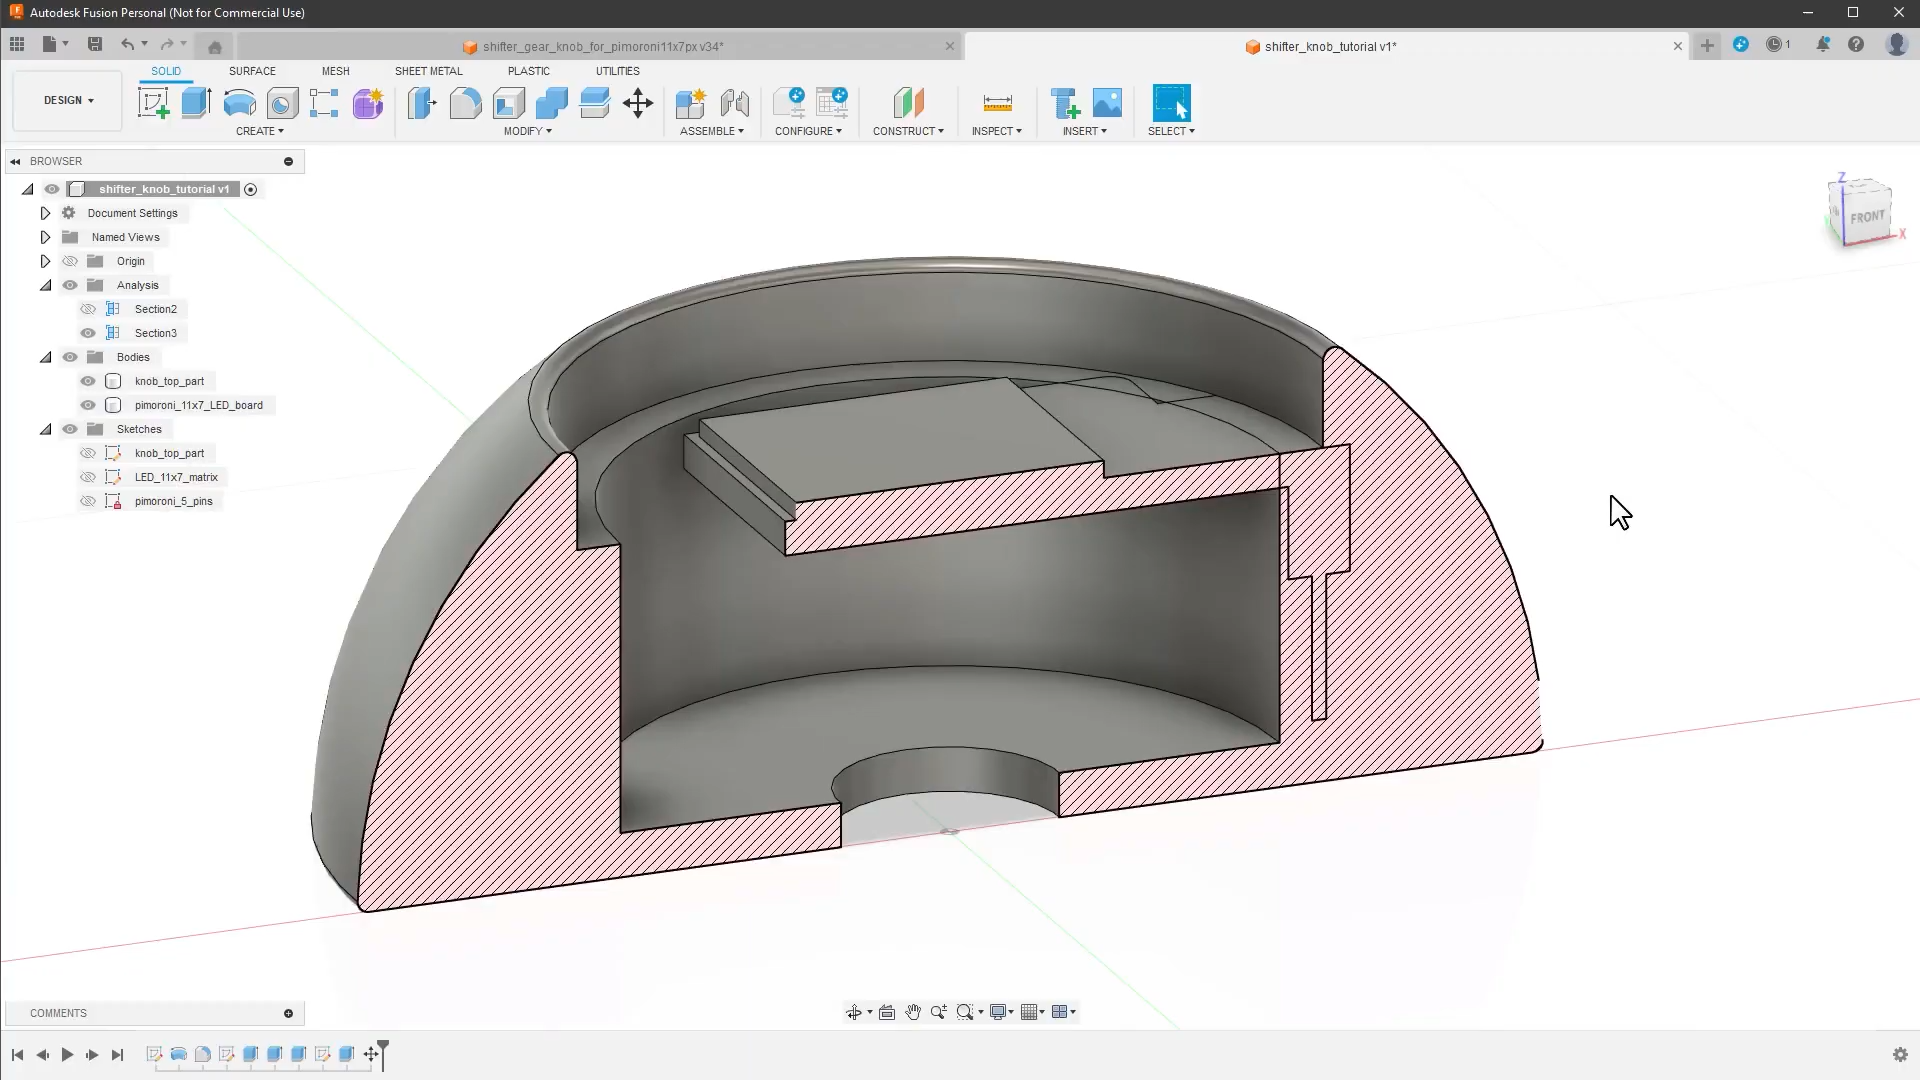 Autodesk Fusion Personal (Not for Commercial Use)
shifter_gear_knob_for_pimoroni11x7px v34*
shifter_knob_tutorial v1*
1
SOLID
SURFACE
MESH
SHEET METAL
PLASTIC
UTILITIES
DESIGN
CREATE
MODIFY
ASSEMBLE
CONFIGURE
CONSTRUCT
INSPECT
INSERT
SELECT
BROWSER
shifter_knob_tutorial v1
Document Settings
Named Views
Origin
Analysis
Section2
Section3
Bodies
knob_top_part
pimoroni_11x7_LED_board
Sketches
knob_top_part
LED_11x7_matrix
pimoroni_5_pins
Z
FRONT
X
COMMENTS